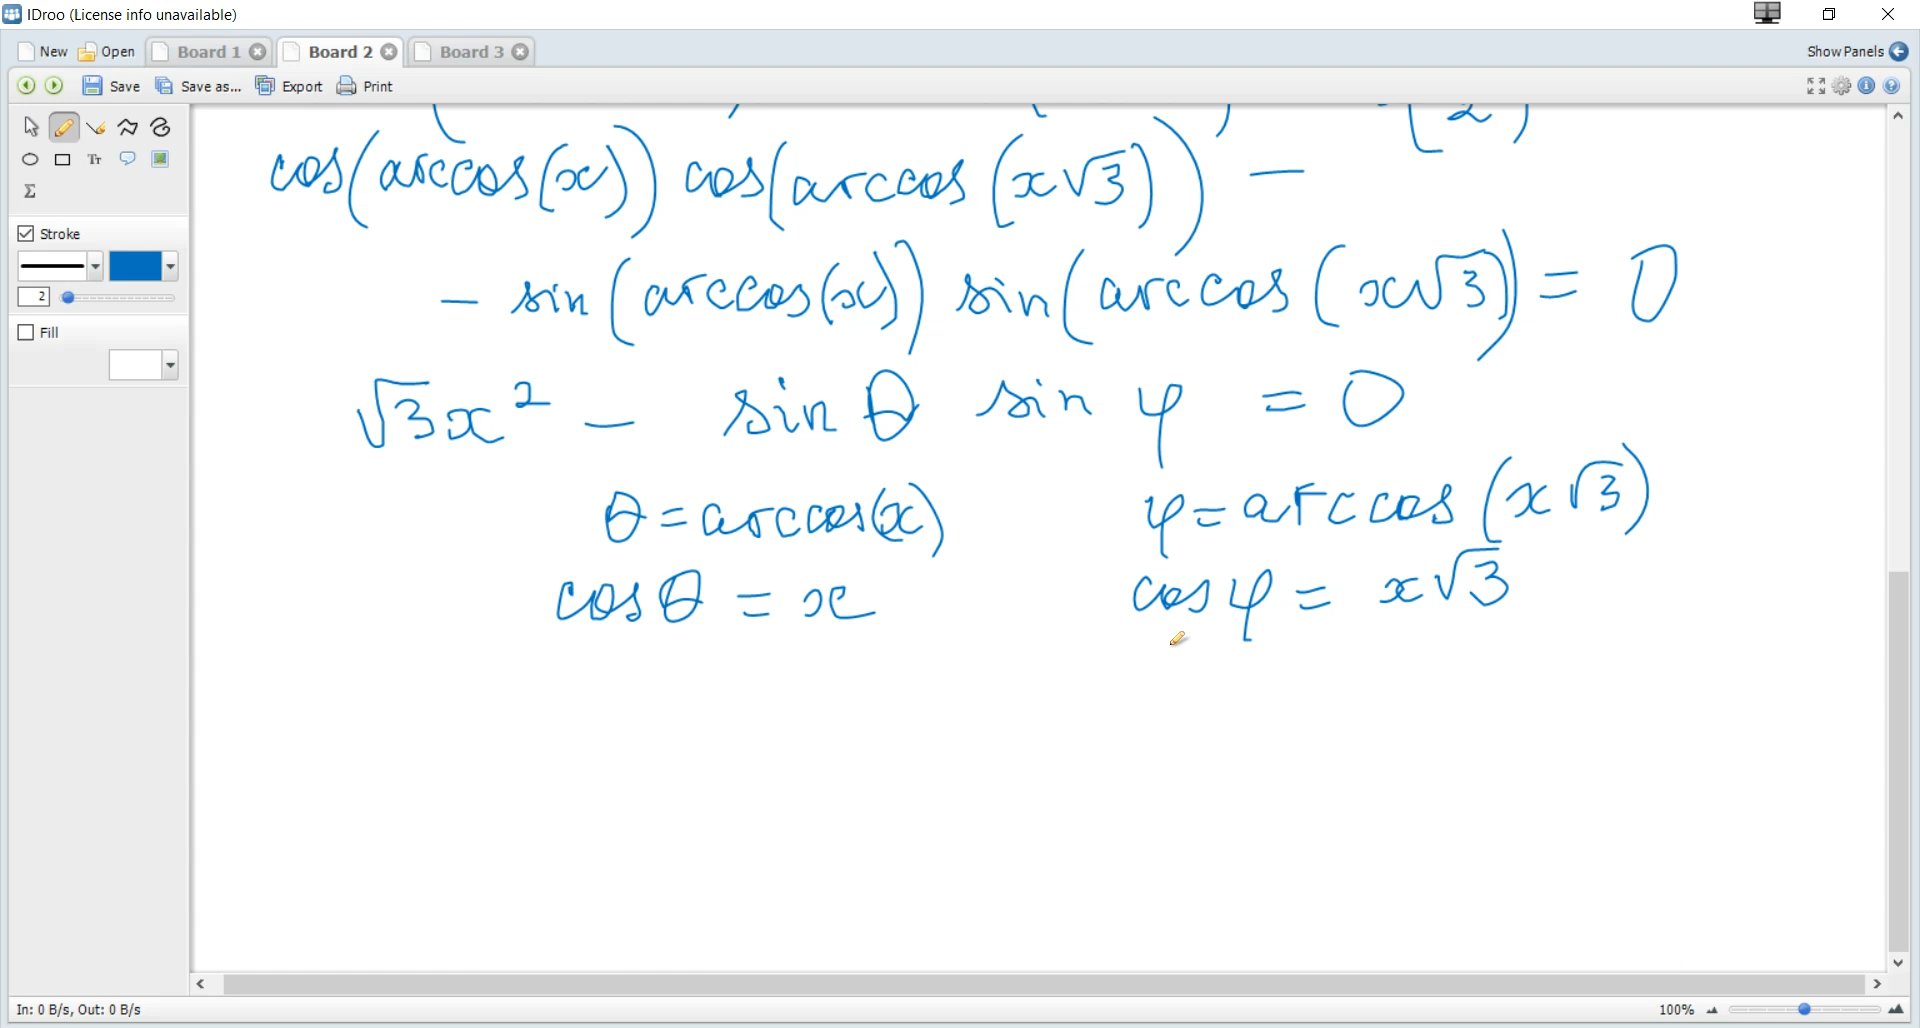 IDroo (License info unavailable)
New Open Board 1 Board 2 Board 3 Show Panels
Save Save as... Export Print
Tт
Σ
Stroke
2
Fill
2
cos(arccos(x)) cos(arccos(x√3)) −
− sin(arccos(x)) sin(arccos(x√3)) = 0
√3x² − sin θ sin φ = 0
θ = arccos(x) φ = arccos(x√3)
cos θ = x cos φ = x√3
In: 0 B/s, Out: 0 B/s 100%